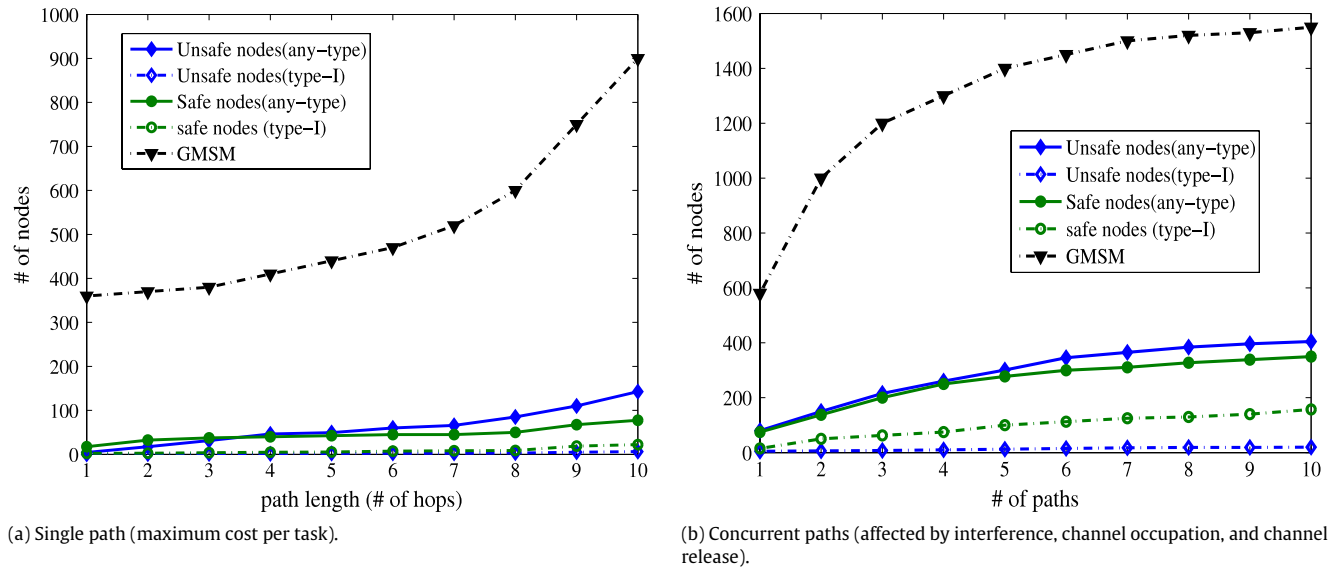 1000
900
800
700
600
500
400
300
200
100
0
# of nodes
Unsafe nodes(any−type)
Unsafe nodes(type−I)
Safe nodes(any−type)
safe nodes (type−I)
GMSM
1 2 3 4 5 6 7 8 9 10
path length (# of hops)
(a) Single path (maximum cost per task).
1600
1400
1200
1000
800
600
400
200
0
# of nodes
Unsafe nodes(any−type)
Unsafe nodes(type−I)
Safe nodes(any−type)
safe nodes (type−I)
GMSM
1 2 3 4 5 6 7 8 9 10
# of paths
(b) Concurrent paths (affected by interference, channel occupation, and channel
release).